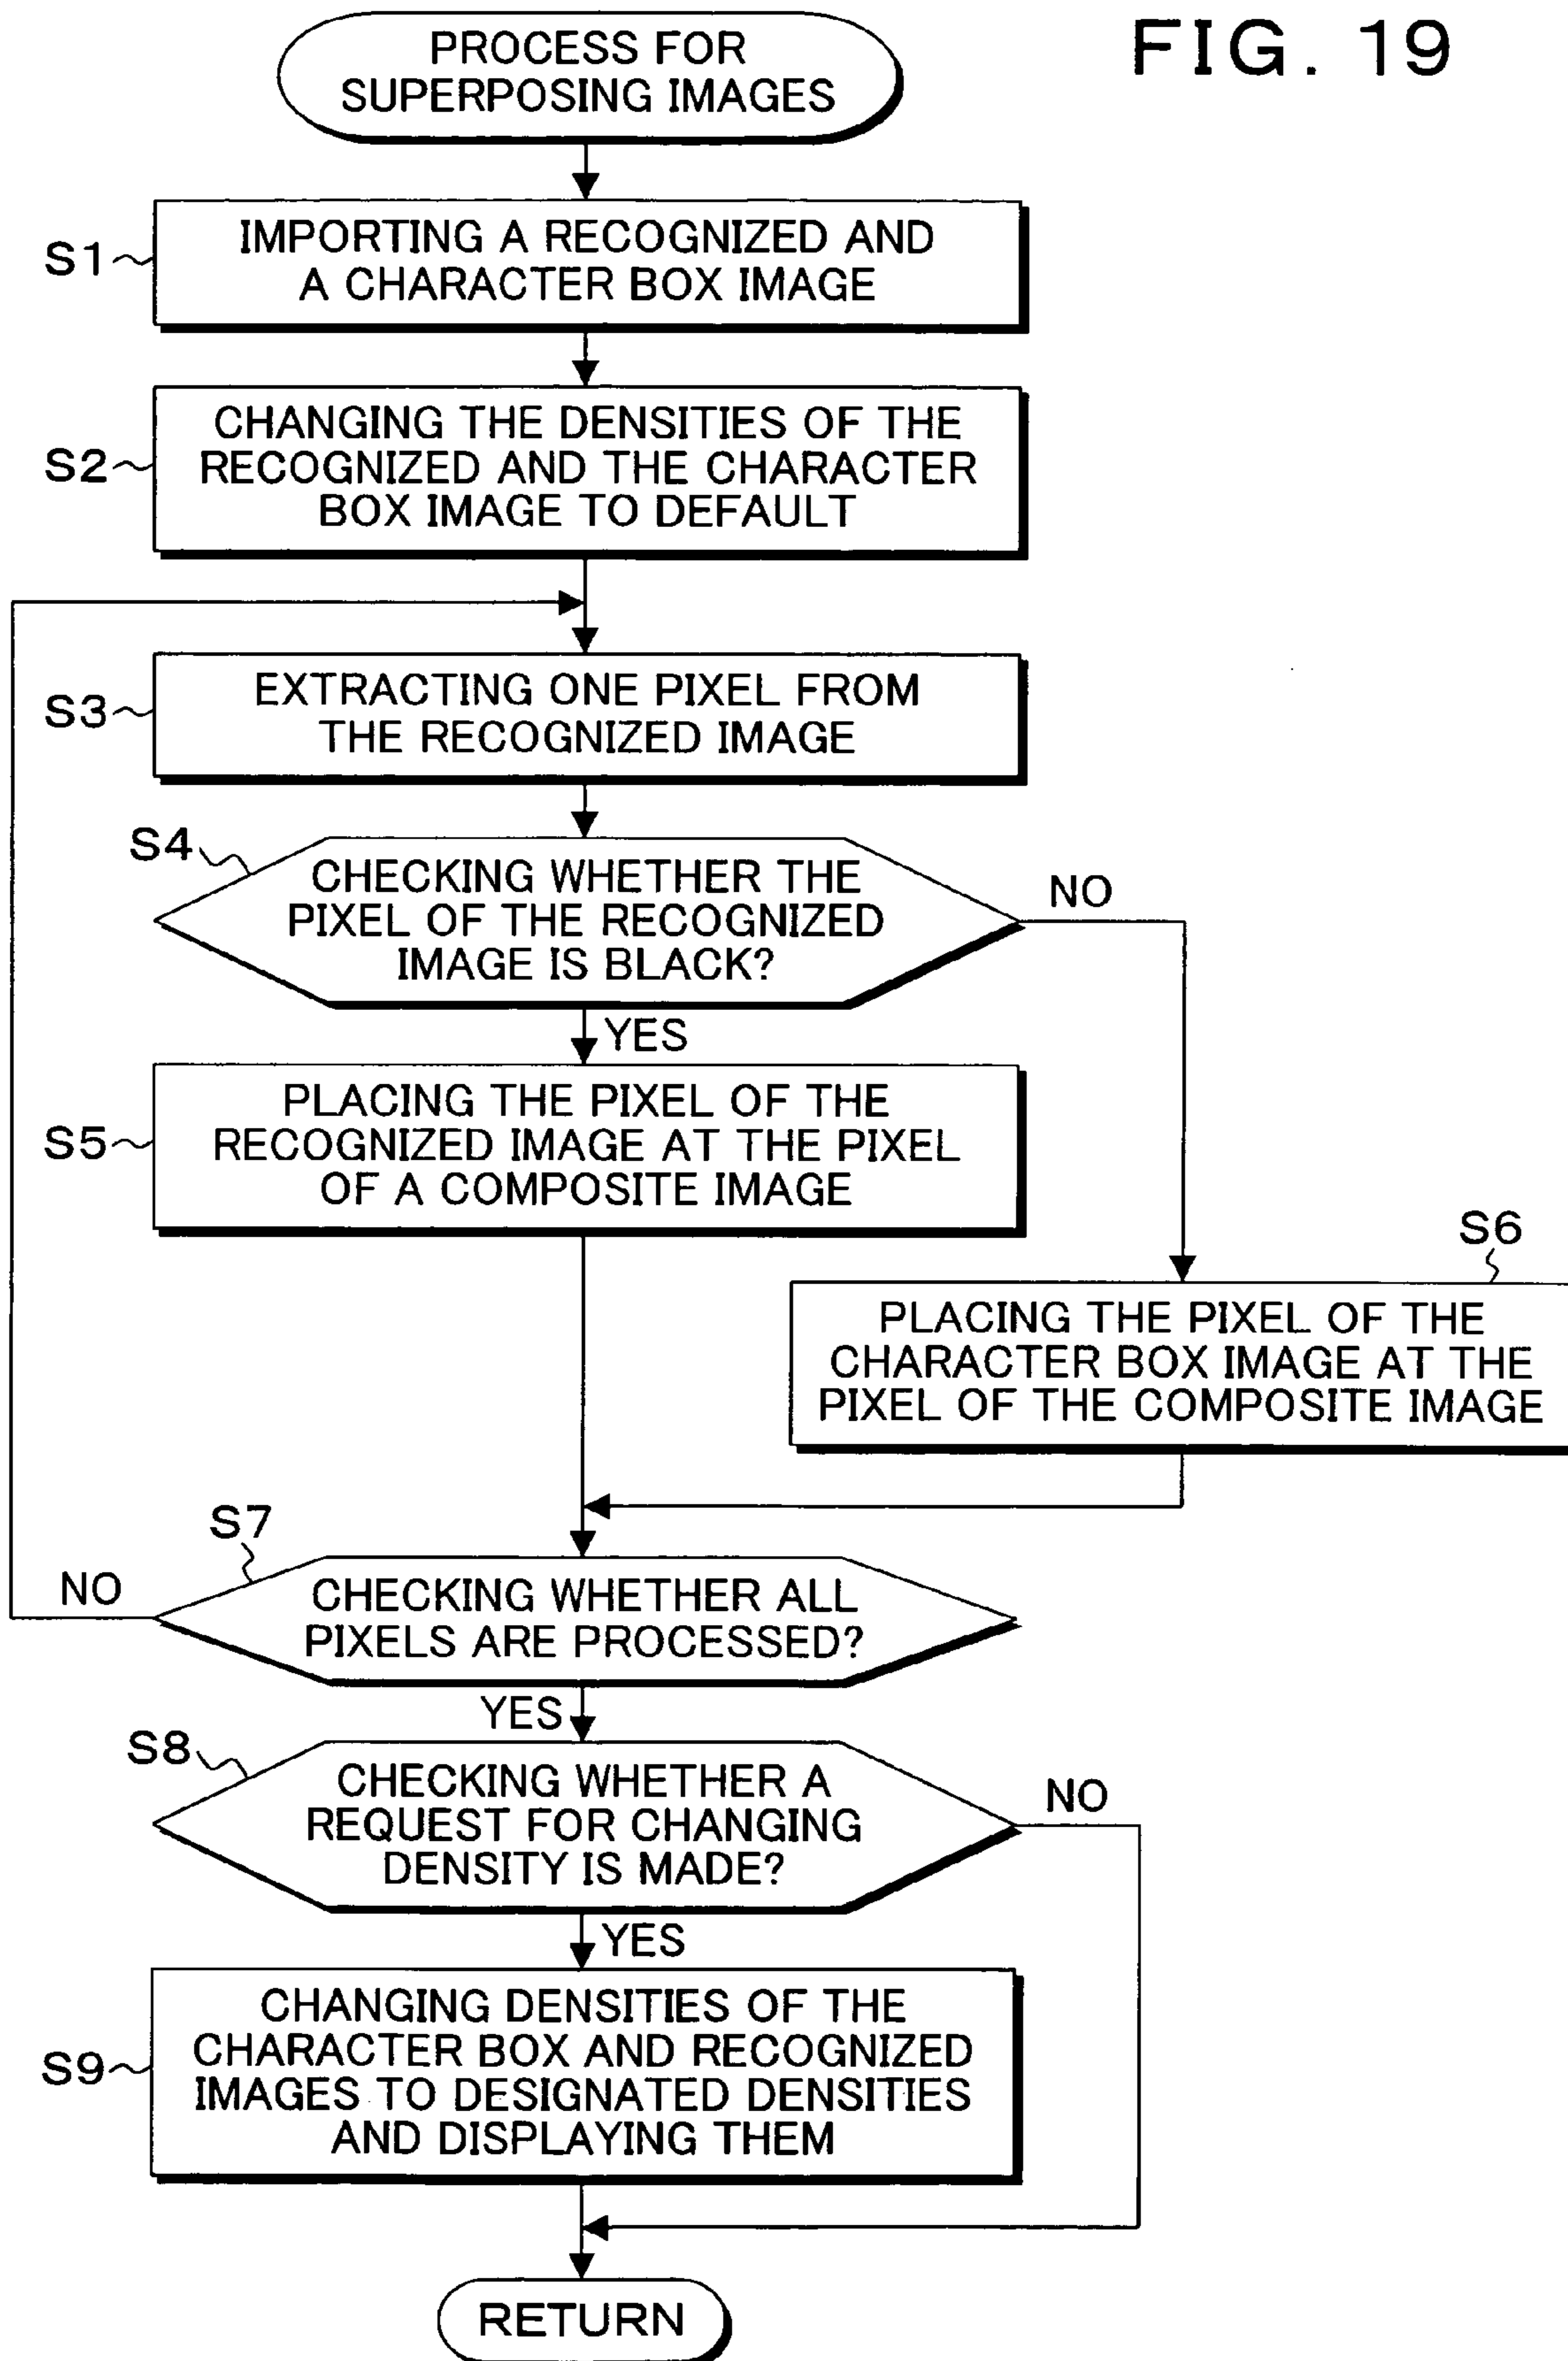 FIG. 19
PROCESS FOR
SUPERPOSING IMAGES
S1
IMPORTING A RECOGNIZED AND
A CHARACTER BOX IMAGE
S2
CHANGING THE DENSITIES OF THE
RECOGNIZED AND THE CHARACTER
BOX IMAGE TO DEFAULT
S3
EXTRACTING ONE PIXEL FROM
THE RECOGNIZED IMAGE
S4
CHECKING WHETHER THE
PIXEL OF THE RECOGNIZED
IMAGE IS BLACK?
NO
YES
S5
PLACING THE PIXEL OF THE
RECOGNIZED IMAGE AT THE PIXEL
OF A COMPOSITE IMAGE
S6
PLACING THE PIXEL OF THE
CHARACTER BOX IMAGE AT THE
PIXEL OF THE COMPOSITE IMAGE
S7
NO
CHECKING WHETHER ALL
PIXELS ARE PROCESSED?
YES
S8
CHECKING WHETHER A
REQUEST FOR CHANGING
DENSITY IS MADE?
NO
YES
S9
CHANGING DENSITIES OF THE
CHARACTER BOX AND RECOGNIZED
IMAGES TO DESIGNATED DENSITIES
AND DISPLAYING THEM
RETURN